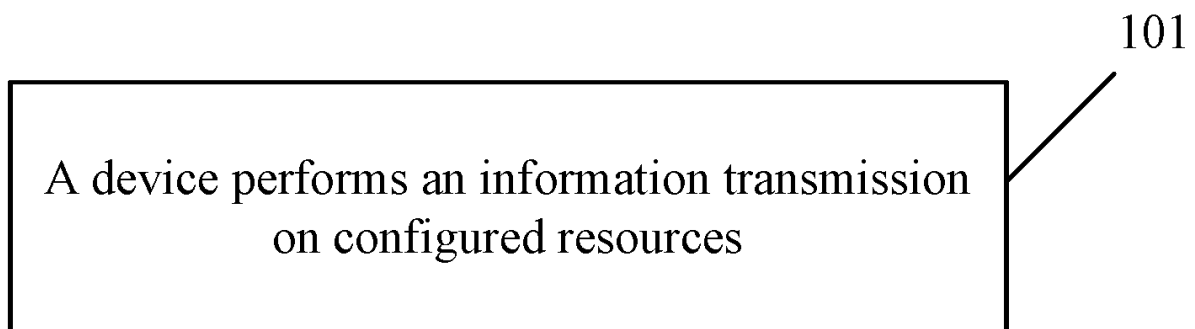 101
A device performs an information transmission
on configured resources